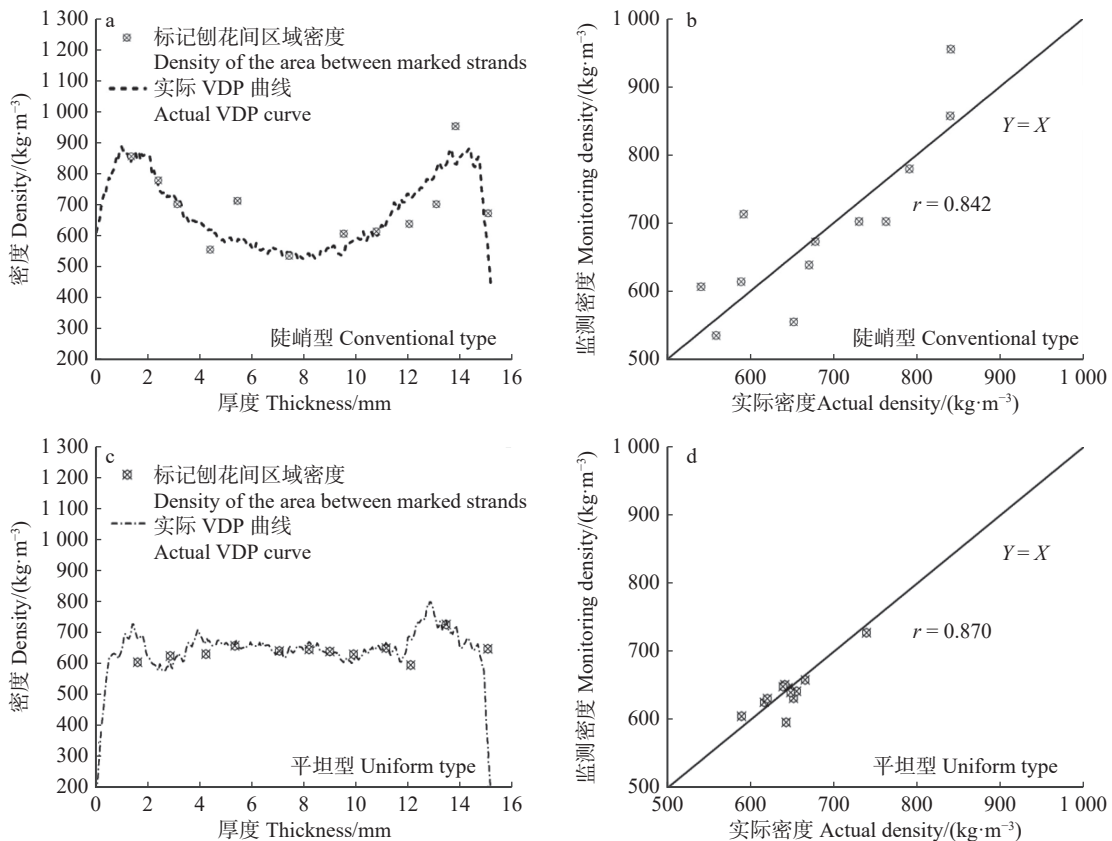 a
1 300
1 200
1 100
1 000
900
800
700
600
500
400
300
200
密度 Density/(kg·m⁻³)
标记刨花间区域密度
Density of the area between marked strands
实际 VDP 曲线
Actual VDP curve
陡峭型 Conventional type
0 2 4 6 8 10 12 14 16
厚度 Thickness/mm
b
1 000
900
800
700
600
500
监测密度 Monitoring density/(kg·m⁻³)
Y = X
r = 0.842
陡峭型 Conventional type
600 700 800 900 1 000
实际密度Actual density/(kg·m⁻³)
c
1 300
1 200
1 100
1 000
900
800
700
600
500
400
300
200
密度 Density/(kg·m⁻³)
标记刨花间区域密度
Density of the area between marked strands
实际 VDP 曲线
Actual VDP curve
平坦型 Uniform type
0 2 4 6 8 10 12 14 16
厚度 Thickness/mm
d
1 000
900
800
700
600
500
监测密度 Monitoring density/(kg·m⁻³)
Y = X
r = 0.870
平坦型 Uniform type
500 600 700 800 900 1 000
实际密度 Actual density/(kg·m⁻³)